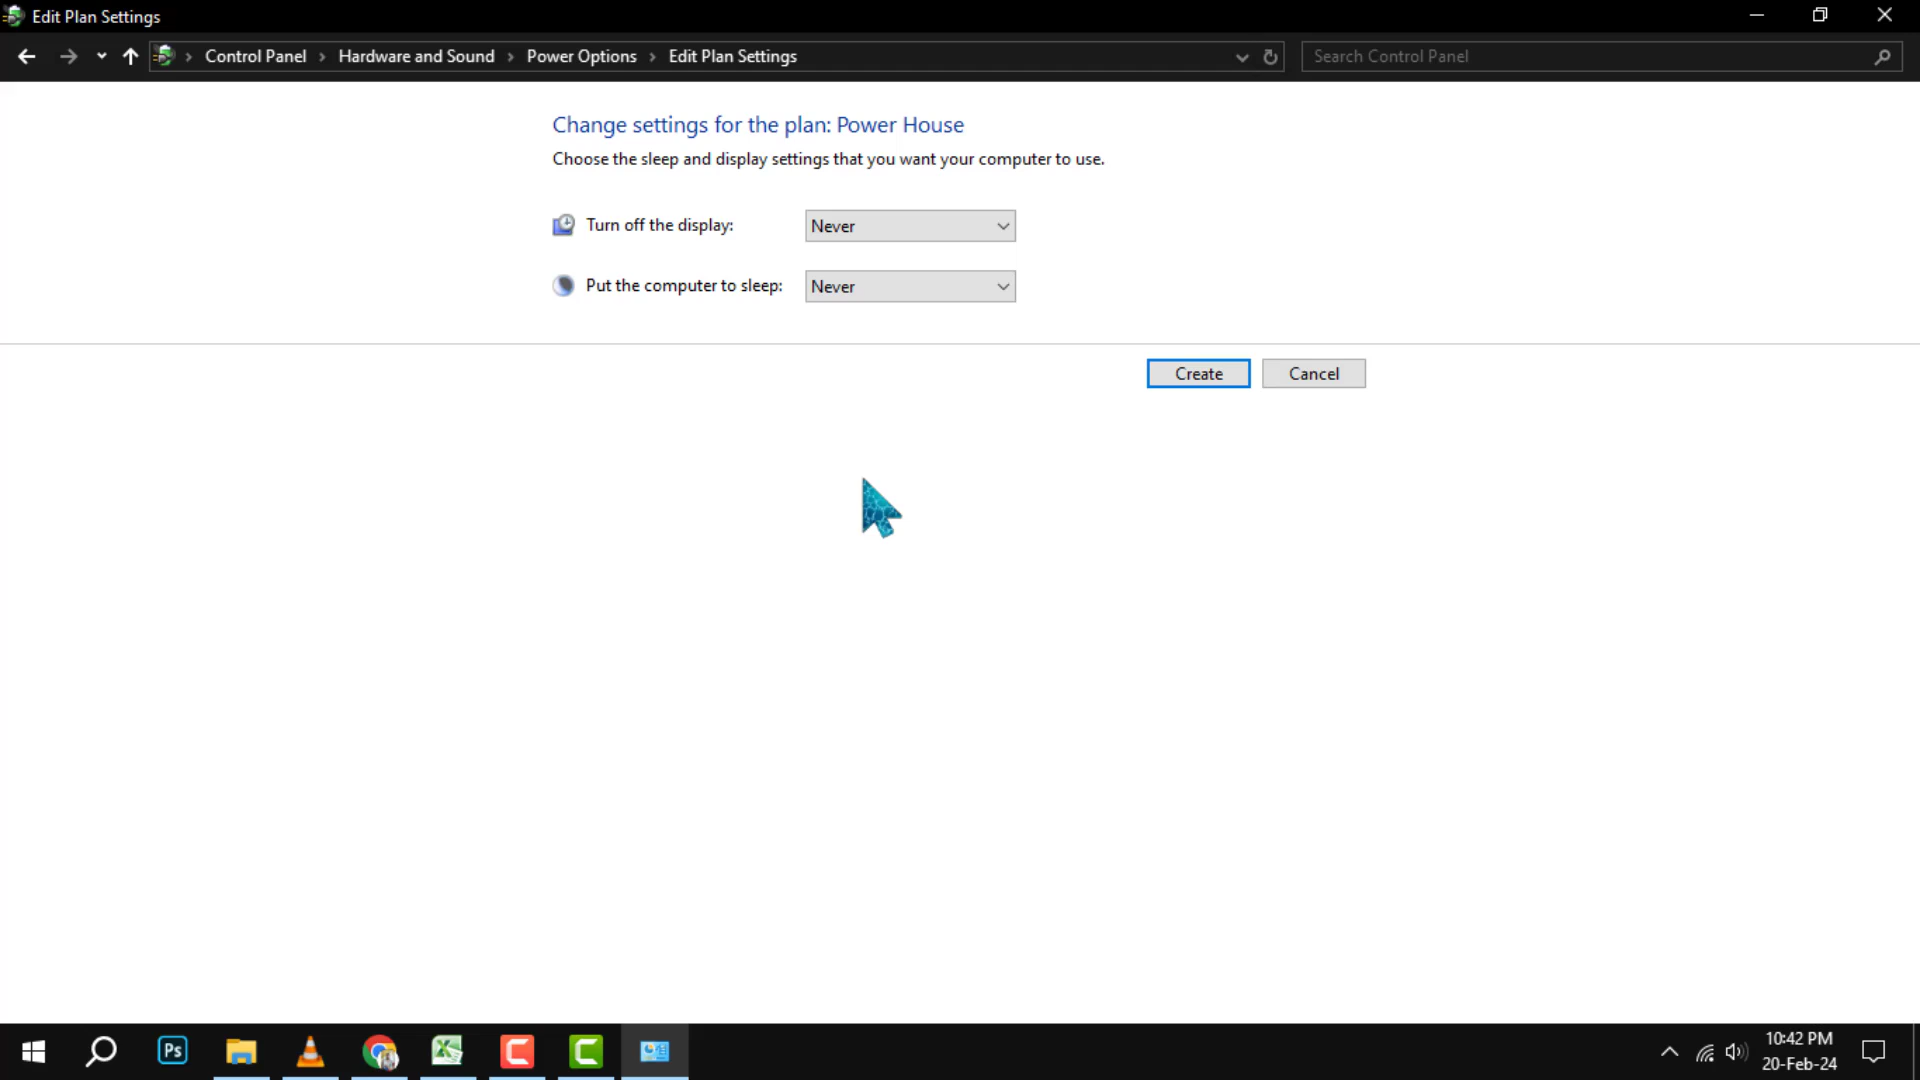 Edit Plan Settings
Control Panel
Hardware and Sound
Power Options
Edit Plan Settings
Search Control Panel
Change settings for the plan: Power House
Choose the sleep and display settings that you want your computer to use.
Turn off the display:
Never
Put the computer to sleep:
Never
Create
Cancel
Ps
10:42 PM
20-Feb-24